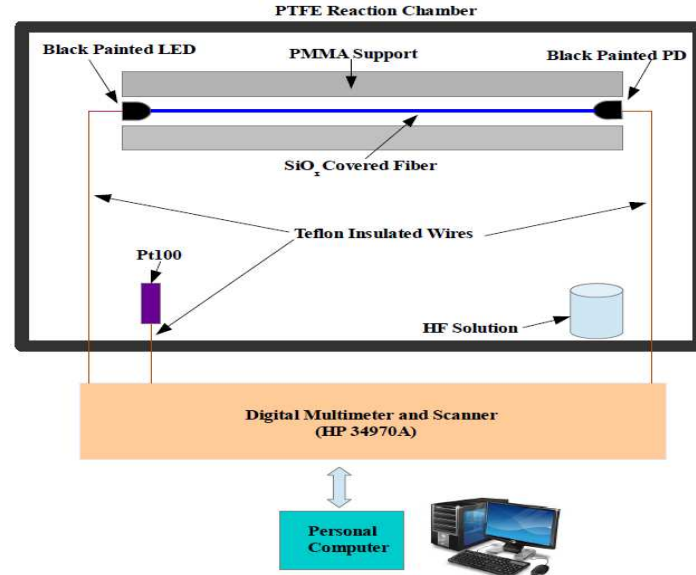 PTFE Reaction Chamber
Black Painted LED
PMMA Support
Black Painted PD
SiOx Covered Fiber
Teflon Insulated Wires
Pt100
HF Solution
Digital Multimeter and Scanner
(HP 34970A)
Personal
Computer